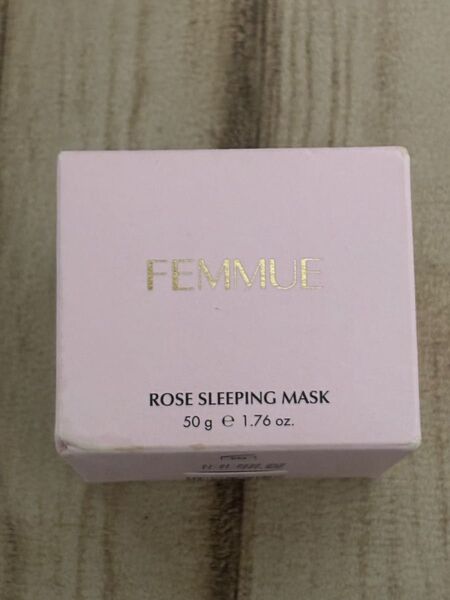 FEMMUE
ROSE SLEEPING MASK
50 g ℮ 1.76 oz.